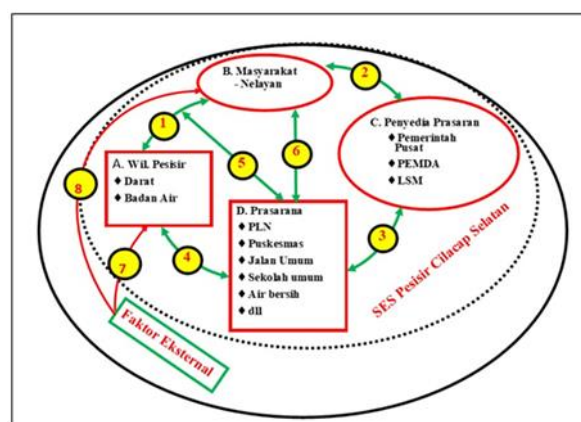 B. Masyarakat
- Nelayan
2
C. Penyedia Prasaran
♦ Pemerintah
Pusat
♦ PEMDA
♦ LSM
1
A. Wil. Pesisir
♦ Darat
♦ Badan Air
5
6
8
D. Prasarana
♦ PLN
♦ Puskesmas
♦ Jalan Umum
♦ Sekolah umum
♦ Air bersih
♦ dll
3
4
7
SES Pesisir Cilacap Selatan
Faktor Eksternal